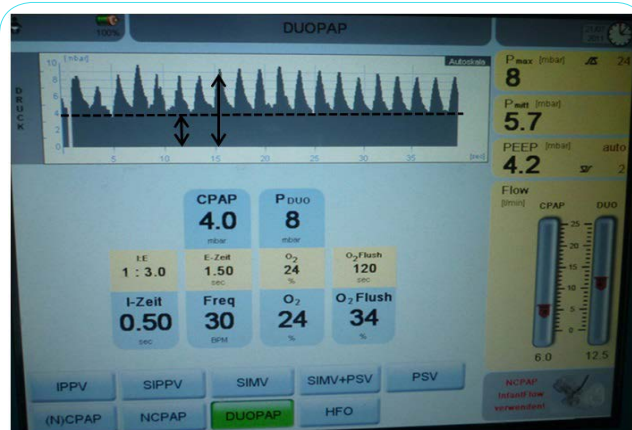 100%
DUOPAP
[mbar]
Autoskala
10
8
6
4
2
0
DRUCK
5
10
15
20
25
30
35
[sec]
Pmax [mbar] 24
8
Pmitt [mbar]
5.7
PEEP [mbar] auto
4.2 2
Flow
[l/min] CPAP DUO
25
20
15
10
5
0
6.0 12.5
CPAP
4.0
mbar
PDUO
8
mbar
I:E
1 : 3.0
E-Zeit
1.50
sec
O2
24
%
O2Flush
120
sec
I-Zeit
0.50
sec
Freq
30
BPM
O2
24
%
O2 Flush
34
%
IPPV
SIPPV
SIMV
SIMV+PSV
PSV
(N)CPAP
NCPAP
DUOPAP
HFO
NCPAP
InfantFlow
verwenden!